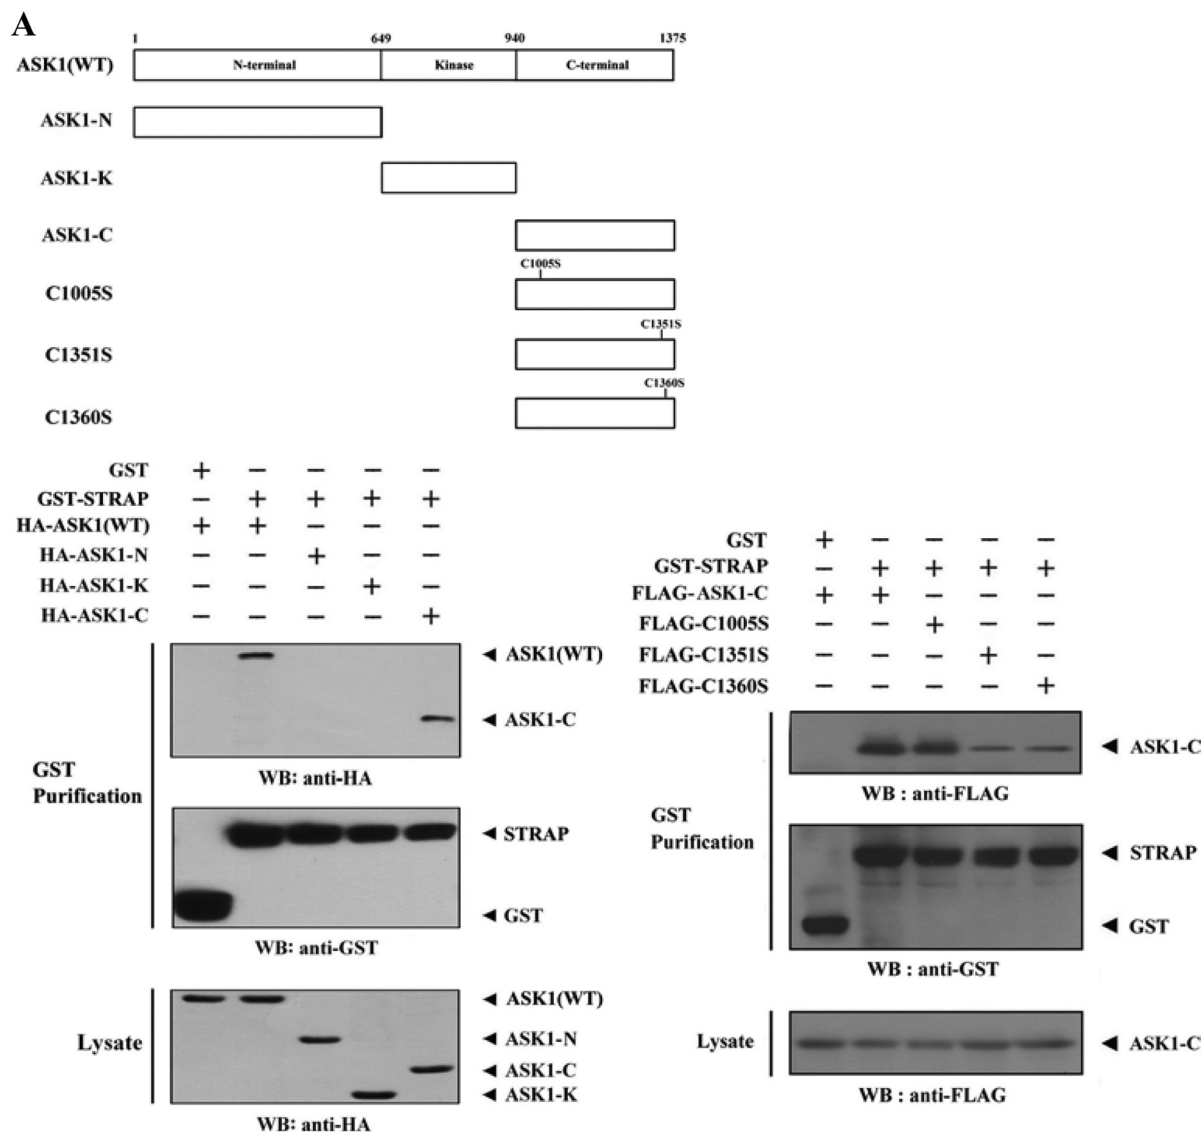 A
1 649 940 1375
ASK1(WT) N-terminal Kinase C-terminal
ASK1-N
ASK1-K
ASK1-C
C1005S
C1005S
C1351S
C1351S
C1360S
C1360S
GST + – – – –
GST-STRAP – + + + +
HA-ASK1(WT) + + – – –
HA-ASK1-N – – + – –
HA-ASK1-K – – – + –
HA-ASK1-C – – – – +
◄ ASK1(WT)
◄ ASK1-C
GST
Purification
WB: anti-HA
◄ STRAP
◄ GST
WB: anti-GST
Lysate
◄ ASK1(WT)
◄ ASK1-N
◄ ASK1-C
◄ ASK1-K
WB: anti-HA
GST + – – – –
GST-STRAP – + + + +
FLAG-ASK1-C + + – – –
FLAG-C1005S – – + – –
FLAG-C1351S – – – + –
FLAG-C1360S – – – – +
◄ ASK1-C
WB : anti-FLAG
GST
Purification
◄ STRAP
◄ GST
WB : anti-GST
Lysate
◄ ASK1-C
WB : anti-FLAG